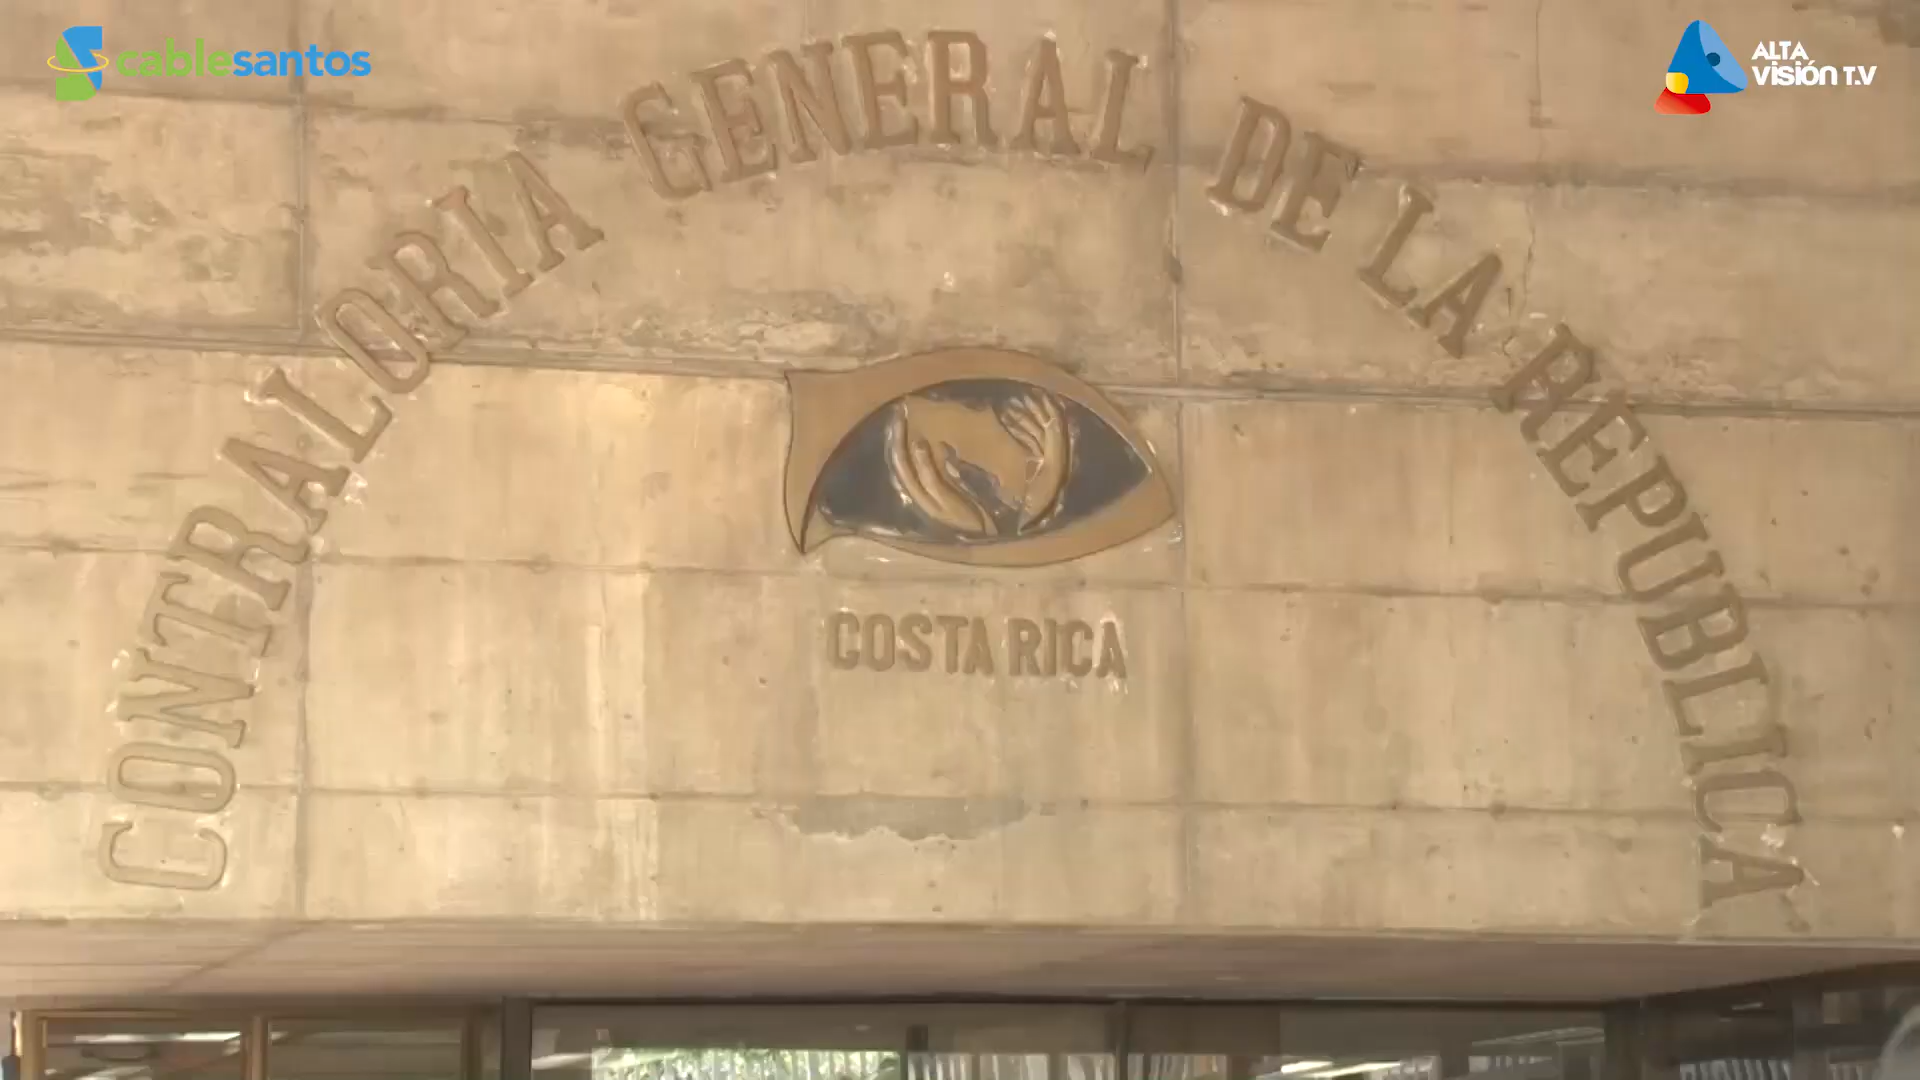 cablesantos
ALTA
visión T.V
CONTRALORIA GENERAL DE LA REPUBLICA
COSTA RICA